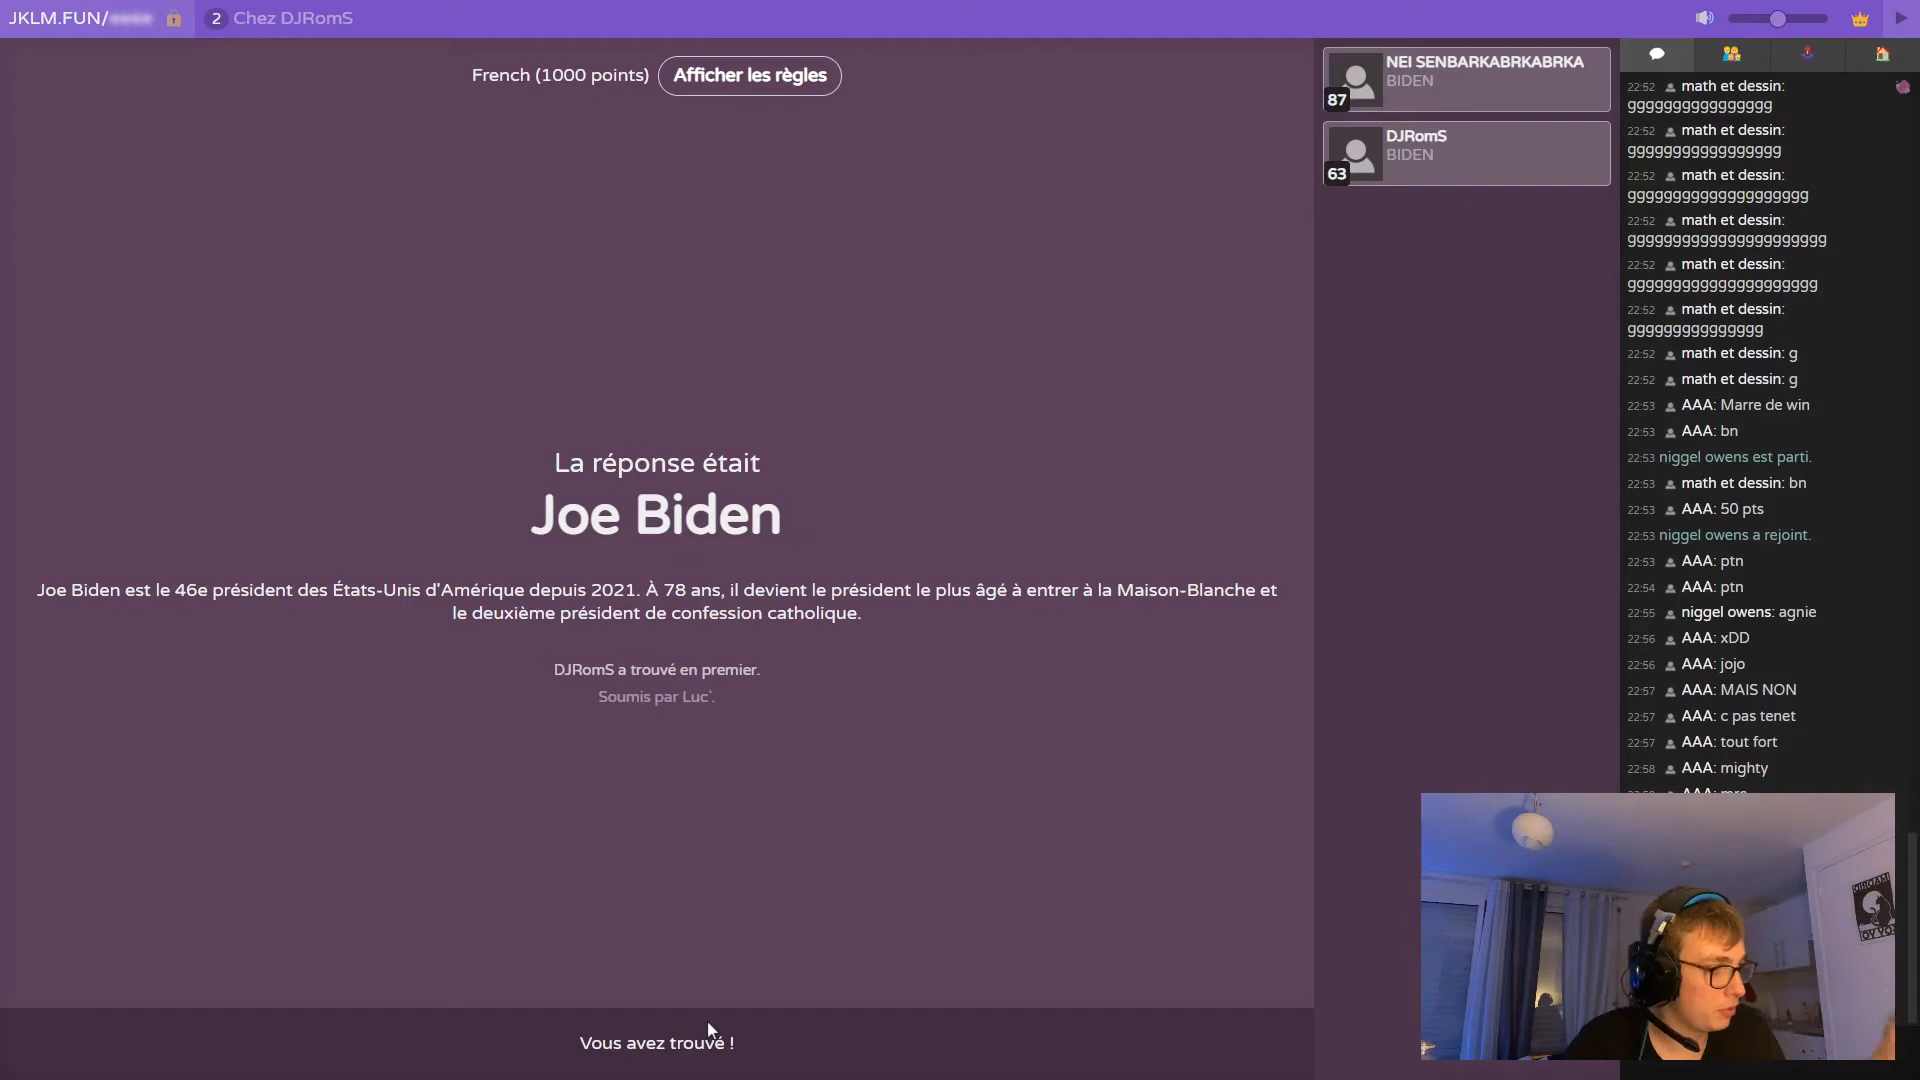 JKLM.FUN/
2 Chez DJRomS
French (1000 points) Afficher les règles
La réponse était
Joe Biden
Joe Biden est le 46e président des États-Unis d'Amérique depuis 2021. À 78 ans, il devient le président le plus âgé à entrer à la Maison-Blanche et
le deuxième président de confession catholique.
DJRomS a trouvé en premier.
Soumis par Luc`.
Vous avez trouvé !
NEI SENBARKABRKABRKA
BIDEN
87
DJRomS
BIDEN
63
22:52 math et dessin:
gggggggggggggggg
22:52 math et dessin:
ggggggggggggggggg
22:52 math et dessin:
gggggggggggggggggggg
22:52 math et dessin:
gggggggggggggggggggggg
22:52 math et dessin:
ggggggggggggggggggggg
22:52 math et dessin:
ggggggggggggggg
22:52 math et dessin: g
22:52 math et dessin: g
22:53 AAA: Marre de win
22:53 AAA: bn
22:53 niggel owens est parti.
22:53 math et dessin: bn
22:53 AAA: 50 pts
22:53 niggel owens a rejoint.
22:53 AAA: ptn
22:54 AAA: ptn
22:55 niggel owens: agnie
22:56 AAA: xDD
22:56 AAA: jojo
22:57 AAA: MAIS NON
22:57 AAA: c pas tenet
22:57 AAA: tout fort
22:58 AAA: mighty